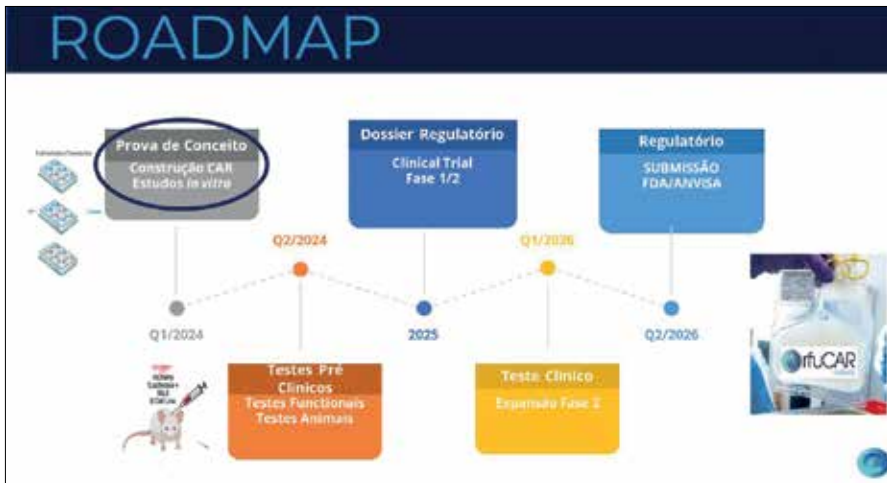 ROADMAP
Prova de Conceito
Construção CAR
Estudos in vitro
Dossier Regulatório
Clinical Trial
Fase 1/2
Regulatório
SUBMISSÃO
FDA/ANVISA
Q2/2024
Q1/2026
Q1/2024
2025
Q2/2026
Testes Pré
Clínicos
Testes Functionais
Testes Animais
Teste Clínico
Expansão Fase 2
OrfuCAR